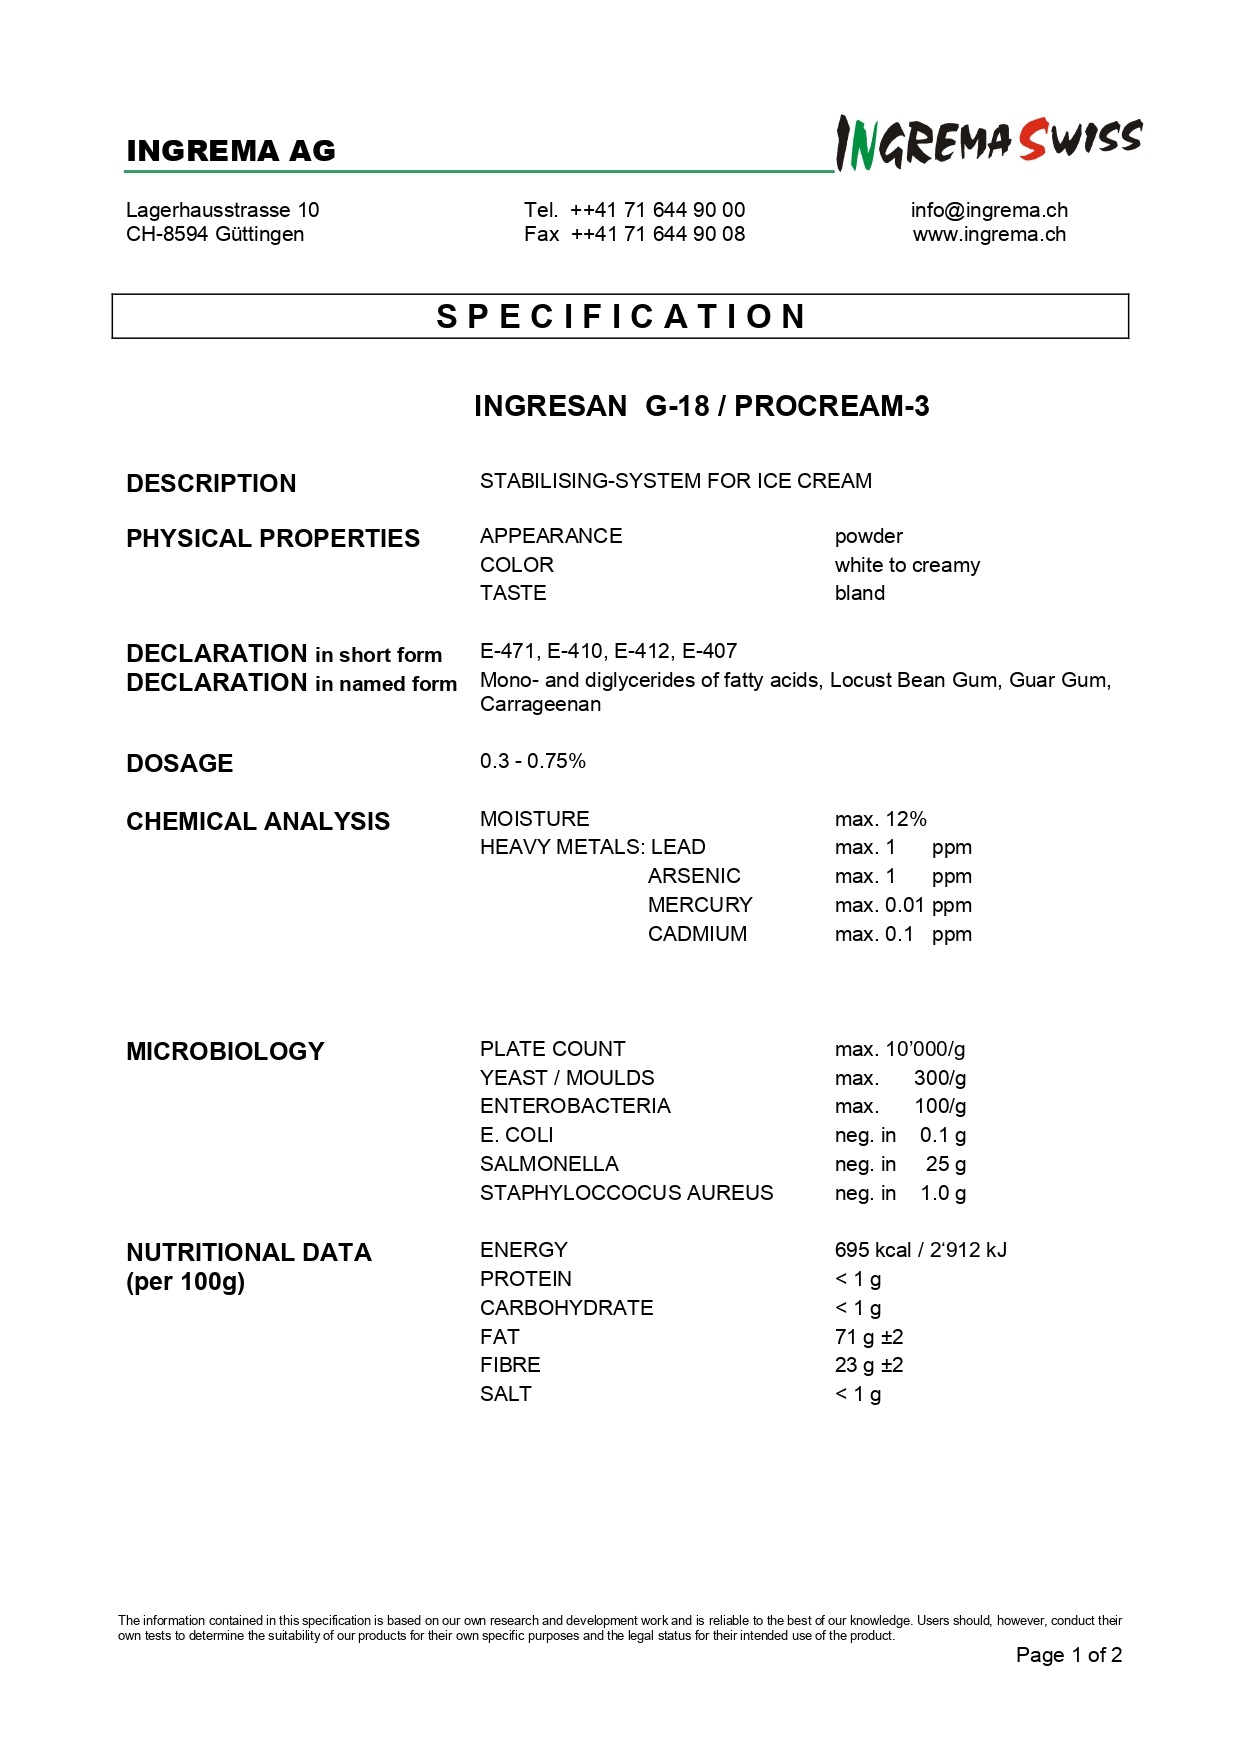 INGREMA AG
INGREMA SWISS
Lagerhausstrasse 10 Tel. ++41 71 644 90 00 info@ingrema.ch
CH-8594 Güttingen Fax ++41 71 644 90 08 www.ingrema.ch
SPECIFICATION
INGRESAN G-18 / PROCREAM-3
DESCRIPTION STABILISING-SYSTEM FOR ICE CREAM
PHYSICAL PROPERTIES APPEARANCE powder
COLOR white to creamy
TASTE bland
DECLARATION in short form E-471, E-410, E-412, E-407
DECLARATION in named form Mono- and diglycerides of fatty acids, Locust Bean Gum, Guar Gum,
Carrageenan
DOSAGE 0.3 - 0.75%
CHEMICAL ANALYSIS MOISTURE max. 12%
HEAVY METALS: LEAD max. 1 ppm
ARSENIC max. 1 ppm
MERCURY max. 0.01 ppm
CADMIUM max. 0.1 ppm
MICROBIOLOGY PLATE COUNT max. 10’000/g
YEAST / MOULDS max. 300/g
ENTEROBACTERIA max. 100/g
E. COLI neg. in 0.1 g
SALMONELLA neg. in 25 g
STAPHYLOCCOCUS AUREUS neg. in 1.0 g
NUTRITIONAL DATA ENERGY 695 kcal / 2‘912 kJ
(per 100g) PROTEIN < 1 g
CARBOHYDRATE < 1 g
FAT 71 g ±2
FIBRE 23 g ±2
SALT < 1 g
The information contained in this specification is based on our own research and development work and is reliable to the best of our knowledge. Users should, however, conduct their
own tests to determine the suitability of our products for their own specific purposes and the legal status for their intended use of the product.
Page 1 of 2